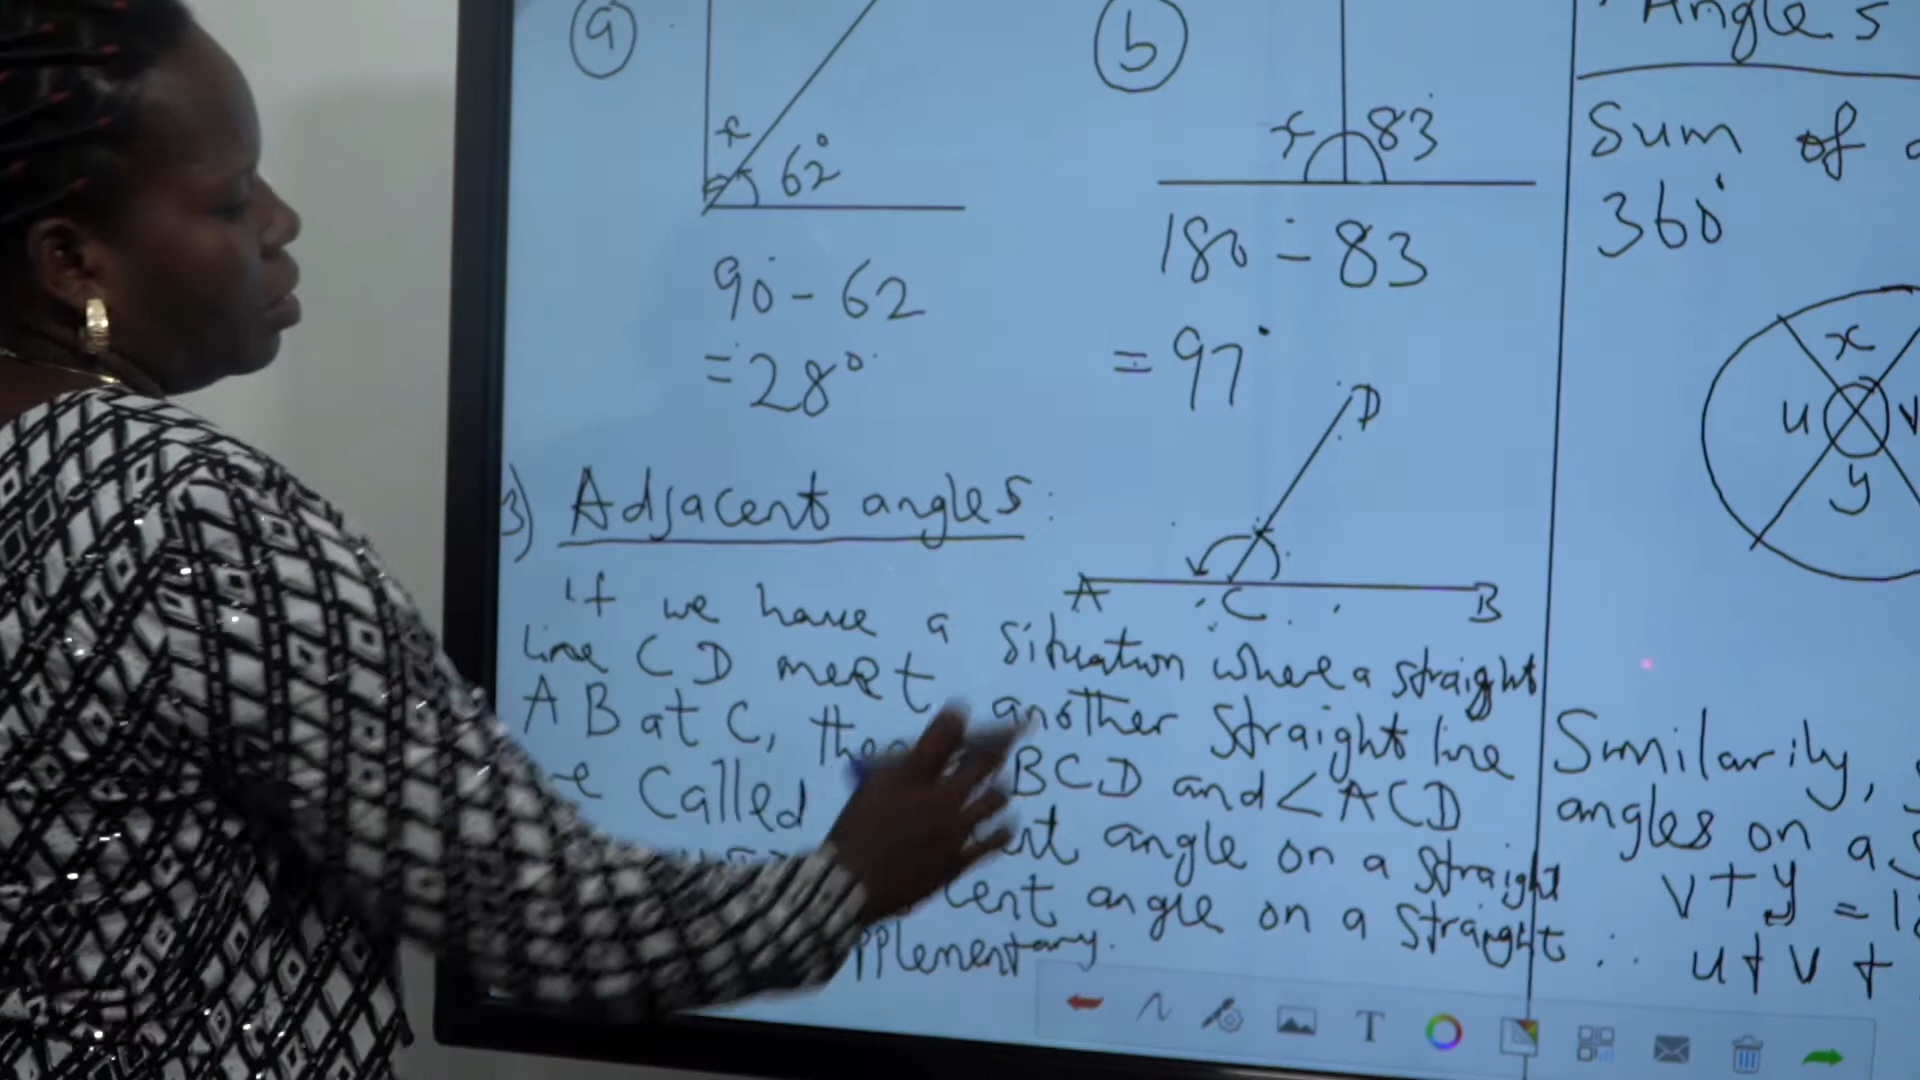 a
x
62°
90° - 62
= 28°
b
x 83°
180° - 83
= 97°
D
A C B
3) Adjacent angles:
If we have a situation where a straight
line CD meet another straight line
AB at C, then BCD and <ACD
called angle on a straight
angle on a straight
Angles
Sum of
360°
x
u v
y
Similarily,
angles on a
v + y = 1
∴ u + v +
T